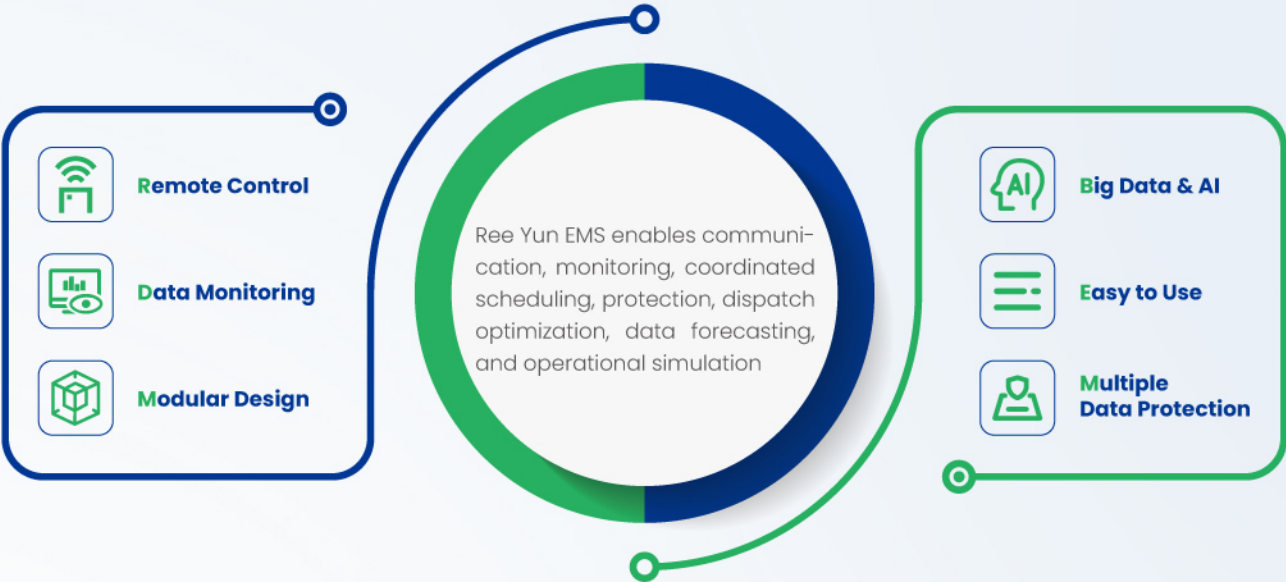 Remote Control
Data Monitoring
Modular Design
Ree Yun EMS enables communi-
cation, monitoring, coordinated
scheduling, protection, dispatch
optimization, data forecasting,
and operational simulation
AI
Big Data & AI
Easy to Use
Multiple
Data Protection